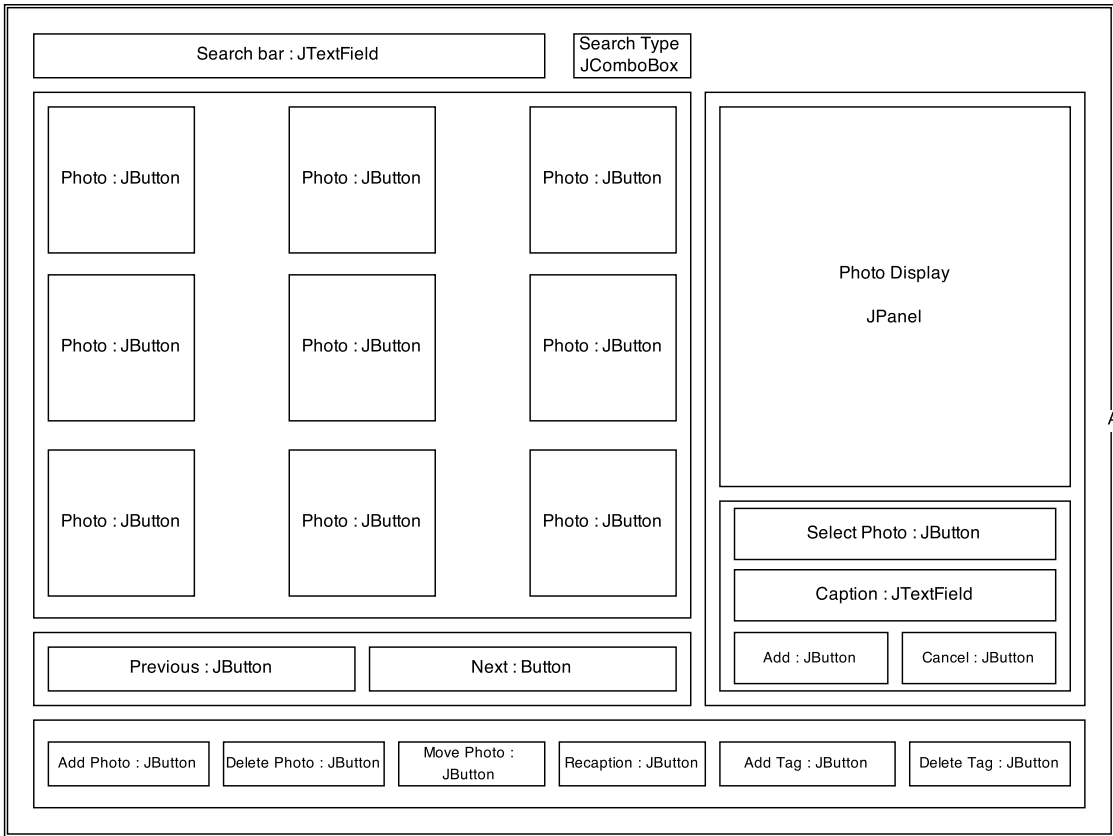 Search bar : JTextField
Search Type
JComboBox
Photo : JButton
Photo : JButton
Photo : JButton
Photo : JButton
Photo : JButton
Photo : JButton
Photo : JButton
Photo : JButton
Photo : JButton
Previous : JButton
Next : Button
Photo Display
JPanel
Select Photo : JButton
Caption : JTextField
Add : JButton
Cancel : JButton
Add Photo : JButton
Delete Photo : JButton
Move Photo :
JButton
Recaption : JButton
Add Tag : JButton
Delete Tag : JButton